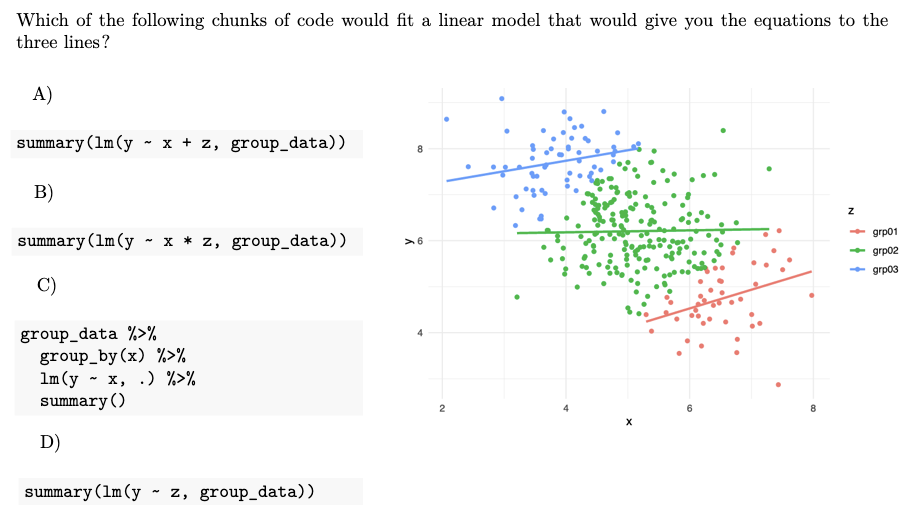 Which of the following chunks of code would fit a linear model that would give you the equations to the
three lines?
A)
summary(lm(y ~ x + z, group_data))
B)
summary(lm(y ~ x * z, group_data))
C)
group_data %>%
group_by(x) %>%
lm(y ~ x, .) %>%
summary()
D)
summary(lm(y ~ z, group_data))
8
6
4
y
2
4
6
8
x
z
grp01
grp02
grp03